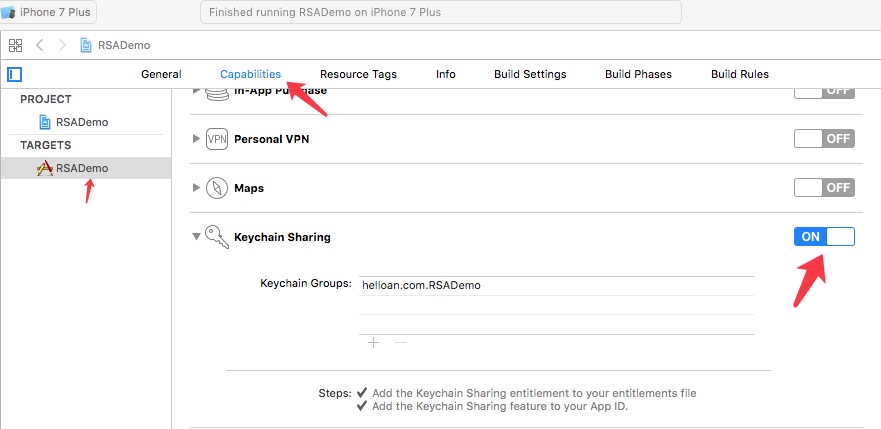 iPhone 7 Plus
Finished running RSADemo on iPhone 7 Plus
RSADemo
General Capabilities Resource Tags Info Build Settings Build Phases Build Rules
PROJECT
RSADemo
TARGETS
RSADemo
In-App Purchase OFF
VPN Personal VPN OFF
Maps OFF
Keychain Sharing ON
Keychain Groups: helloan.com.RSADemo
Steps: ✔ Add the Keychain Sharing entitlement to your entitlements file
✔ Add the Keychain Sharing feature to your App ID.